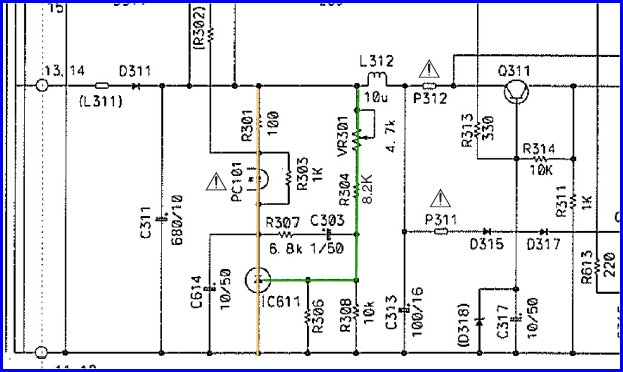 15
(R302)
13, 14
D311
(L311)
L312
10u
P312
Q311
R301
100
VR301
4. 7k
R313
330
R314
10K
PC101
R303
1K
R304
8.2K
R311
1K
C311
680/10
R307
6. 8k
C303
1/50
P311
D315
D317
C614
10/50
IC611
R306
R308
10k
C313
100/16
(D318)
C317
10/50
R613
220